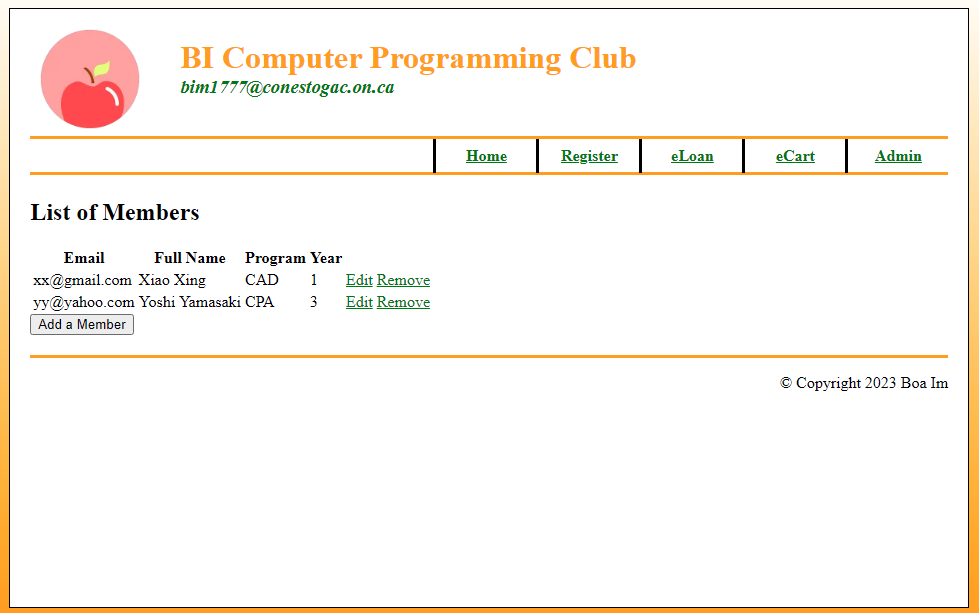 BI Computer Programming Club
bim1777@conestogac.on.ca
Home Register eLoan eCart Admin
List of Members
Email Full Name Program Year
xx@gmail.com Xiao Xing CAD 1 Edit Remove
yy@yahoo.com Yoshi Yamasaki CPA 3 Edit Remove
Add a Member
© Copyright 2023 Boa Im